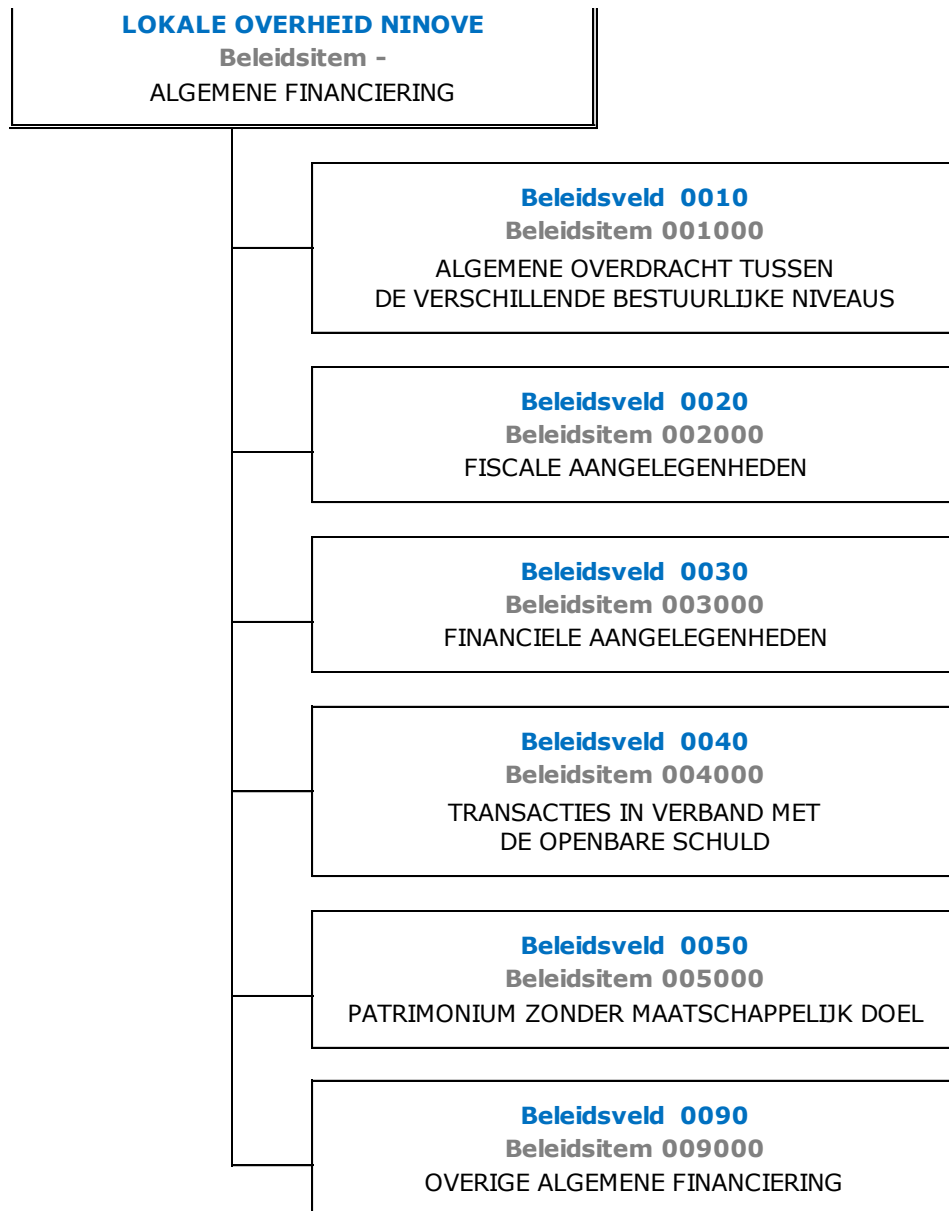 LOKALE OVERHEID NINOVE
Beleidsitem -
ALGEMENE FINANCIERING
Beleidsveld 0010
Beleidsitem 001000
ALGEMENE OVERDRACHT TUSSEN
DE VERSCHILLENDE BESTUURLIJKE NIVEAUS
Beleidsveld 0020
Beleidsitem 002000
FISCALE AANGELEGENHEDEN
Beleidsveld 0030
Beleidsitem 003000
FINANCIELE AANGELEGENHEDEN
Beleidsveld 0040
Beleidsitem 004000
TRANSACTIES IN VERBAND MET
DE OPENBARE SCHULD
Beleidsveld 0050
Beleidsitem 005000
PATRIMONIUM ZONDER MAATSCHAPPELIJK DOEL
Beleidsveld 0090
Beleidsitem 009000
OVERIGE ALGEMENE FINANCIERING